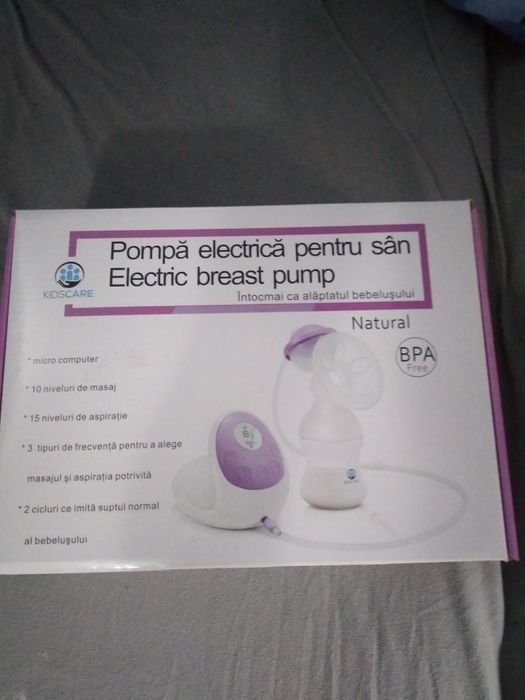 Pompă electrică pentru sân
Electric breast pump
Întocmai ca alăptatul bebelușului
KIDSCARE
Natural
BPA
Free
* micro computer
* 10 niveluri de masaj
* 15 niveluri de aspirație
* 3 tipuri de frecvență pentru a alege
masajul și aspirația potrivită
* 2 cicluri ce imită suptul normal
al bebelușului